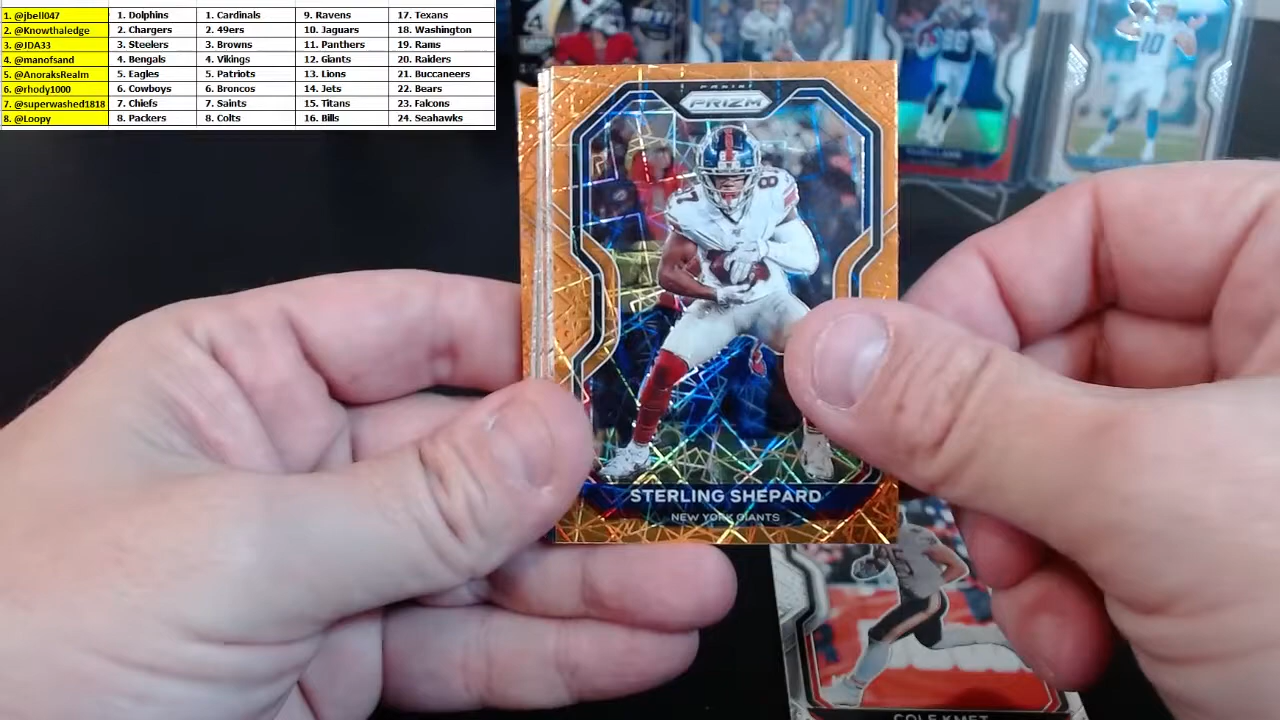 1. @jbell047 1. Dolphins 1. Cardinals 9. Ravens 17. Texans
2. @Knowthaledge 2. Chargers 2. 49ers 10. Jaguars 18. Washington
3. @JDA33 3. Steelers 3. Browns 11. Panthers 19. Rams
4. @manofsand 4. Bengals 4. Vikings 12. Giants 20. Raiders
5. @AnoraksRealm 5. Eagles 5. Patriots 13. Lions 21. Buccaneers
6. @rhody1000 6. Cowboys 6. Broncos 14. Jets 22. Bears
7. @superwashed1818 7. Chiefs 7. Saints 15. Titans 23. Falcons
8. @Loopy 8. Packers 8. Colts 16. Bills 24. Seahawks
PANINI
PRIZM
87
STERLING SHEPARD
NEW YORK GIANTS
10
COLE KMET